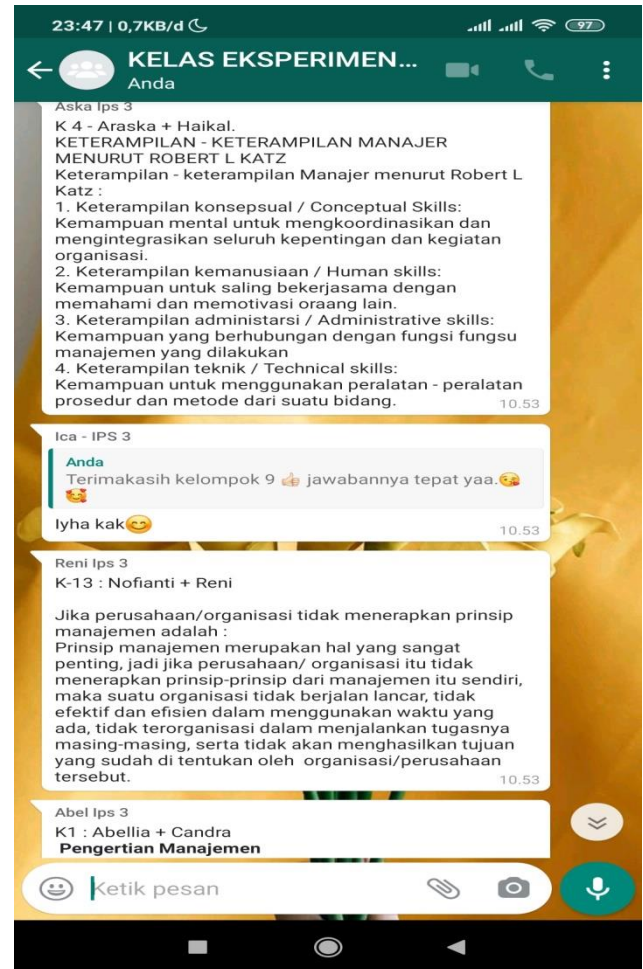 23:47 | 0,7KB/d
97
KELAS EKSPERIMEN...
Anda
Aska Ips 3
K 4 - Araska + Haikal.
KETERAMPILAN - KETERAMPILAN MANAJER
MENURUT ROBERT L KATZ
Keterampilan - keterampilan Manajer menurut Robert L
Katz :
1. Keterampilan konsepsual / Conceptual Skills:
Kemampuan mental untuk mengkoordinasikan dan
mengintegrasikan seluruh kepentingan dan kegiatan
organisasi.
2. Keterampilan kemanusiaan / Human skills:
Kemampuan untuk saling bekerjasama dengan
memahami dan memotivasi oraang lain.
3. Keterampilan administarsi / Administrative skills:
Kemampuan yang berhubungan dengan fungsi fungsu
manajemen yang dilakukan
4. Keterampilan teknik / Technical skills:
Kemampuan untuk menggunakan peralatan - peralatan
prosedur dan metode dari suatu bidang.
10.53
Ica - IPS 3
Anda
Terimakasih kelompok 9 👍🏻 jawabannya tepat yaa.😘
🥰
Iyha kak😊
10.53
Reni Ips 3
K-13 : Nofianti + Reni
Jika perusahaan/organisasi tidak menerapkan prinsip
manajemen adalah :
Prinsip manajemen merupakan hal yang sangat
penting, jadi jika perusahaan/ organisasi itu tidak
menerapkan prinsip-prinsip dari manajemen itu sendiri,
maka suatu organisasi tidak berjalan lancar, tidak
efektif dan efisien dalam menggunakan waktu yang
ada, tidak terorganisasi dalam menjalankan tugasnya
masing-masing, serta tidak akan menghasilkan tujuan
yang sudah di tentukan oleh organisasi/perusahaan
tersebut.
10.53
Abel Ips 3
K1 : Abellia + Candra
Pengertian Manajemen
Ketik pesan